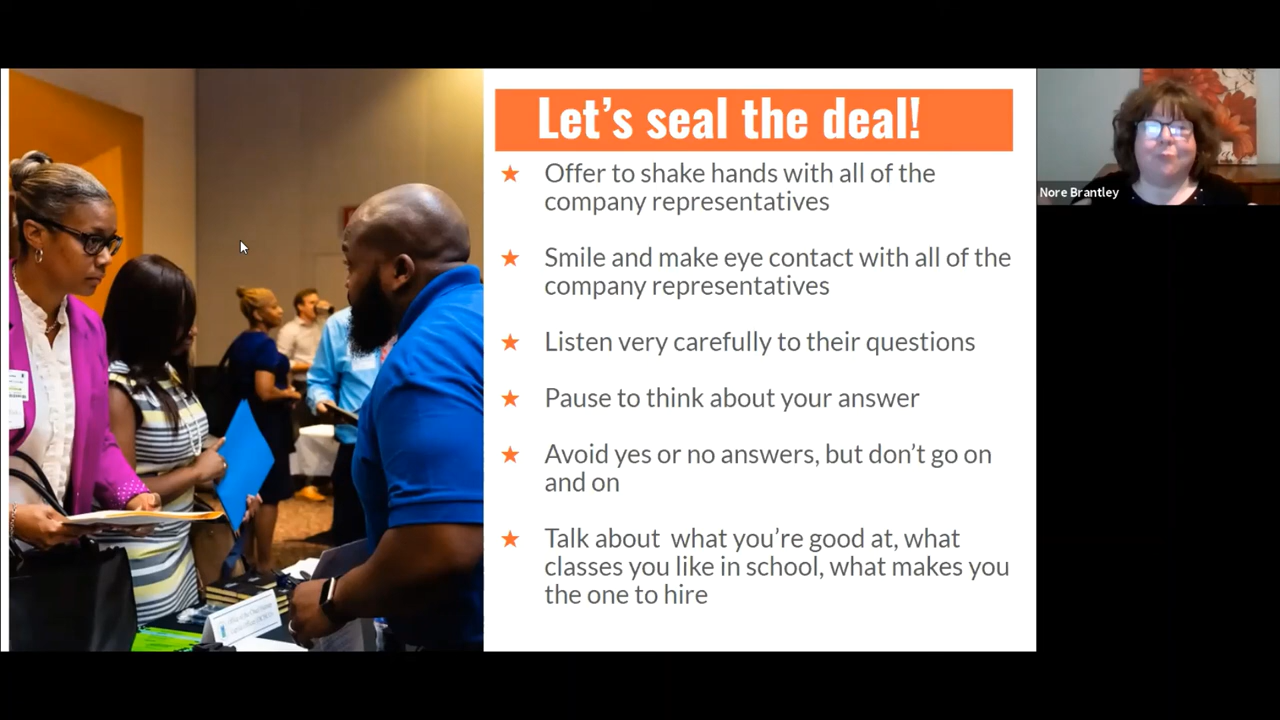 Let's seal the deal!
★ Offer to shake hands with all of the
company representatives
★ Smile and make eye contact with all of the
company representatives
★ Listen very carefully to their questions
★ Pause to think about your answer
★ Avoid yes or no answers, but don't go on
and on
★ Talk about  what you're good at, what
classes you like in school, what makes you
the one to hire
Nore Brantley